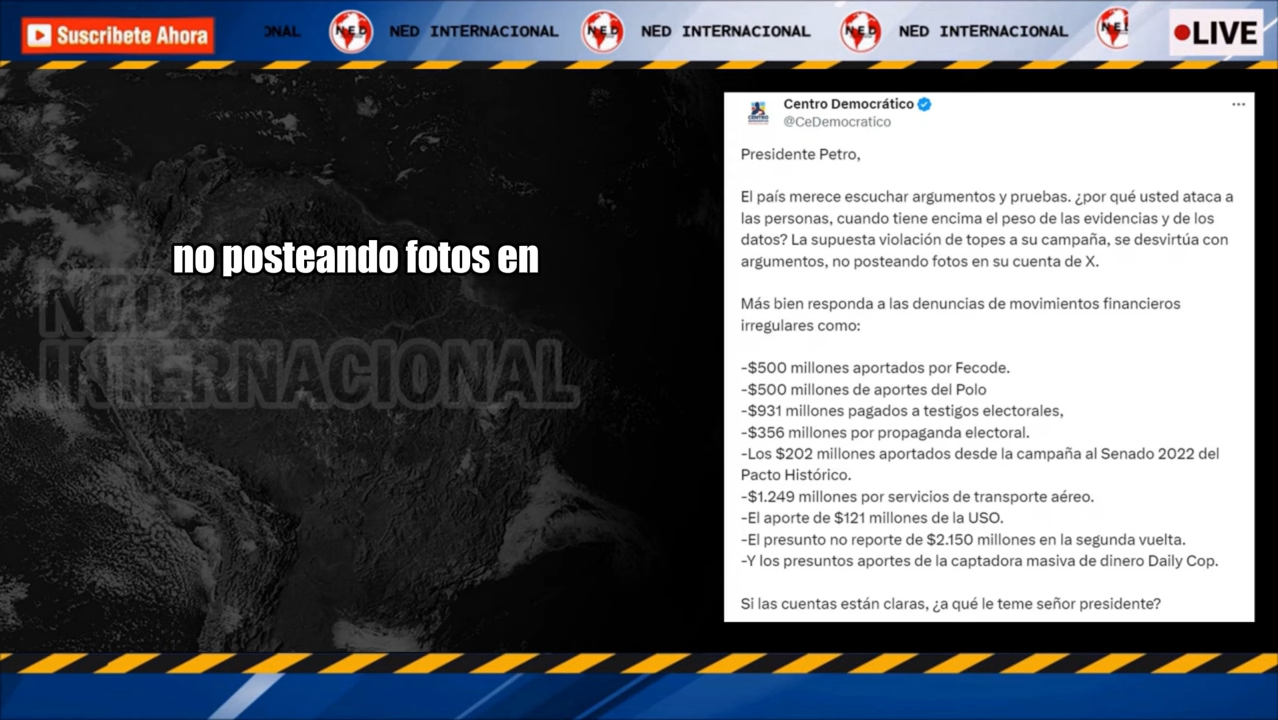 Suscribete Ahora
ONAL
NED
NED INTERNACIONAL
NED
NED INTERNACIONAL
NED
NED INTERNACIONAL
NED
LIVE
no posteando fotos en
NED
INTERNACIONAL
Centro Democrático
@CeDemocratico
Presidente Petro,
El país merece escuchar argumentos y pruebas. ¿por qué usted ataca a
las personas, cuando tiene encima el peso de las evidencias y de los
datos? La supuesta violación de topes a su campaña, se desvirtúa con
argumentos, no posteando fotos en su cuenta de X.
Más bien responda a las denuncias de movimientos financieros
irregulares como:
-$500 millones aportados por Fecode.
-$500 millones de aportes del Polo
-$931 millones pagados a testigos electorales,
-$356 millones por propaganda electoral.
-Los $202 millones aportados desde la campaña al Senado 2022 del
Pacto Histórico.
-$1.249 millones por servicios de transporte aéreo.
-El aporte de $121 millones de la USO.
-El presunto no reporte de $2.150 millones en la segunda vuelta.
-Y los presuntos aportes de la captadora masiva de dinero Daily Cop.
Si las cuentas están claras, ¿a qué le teme señor presidente?